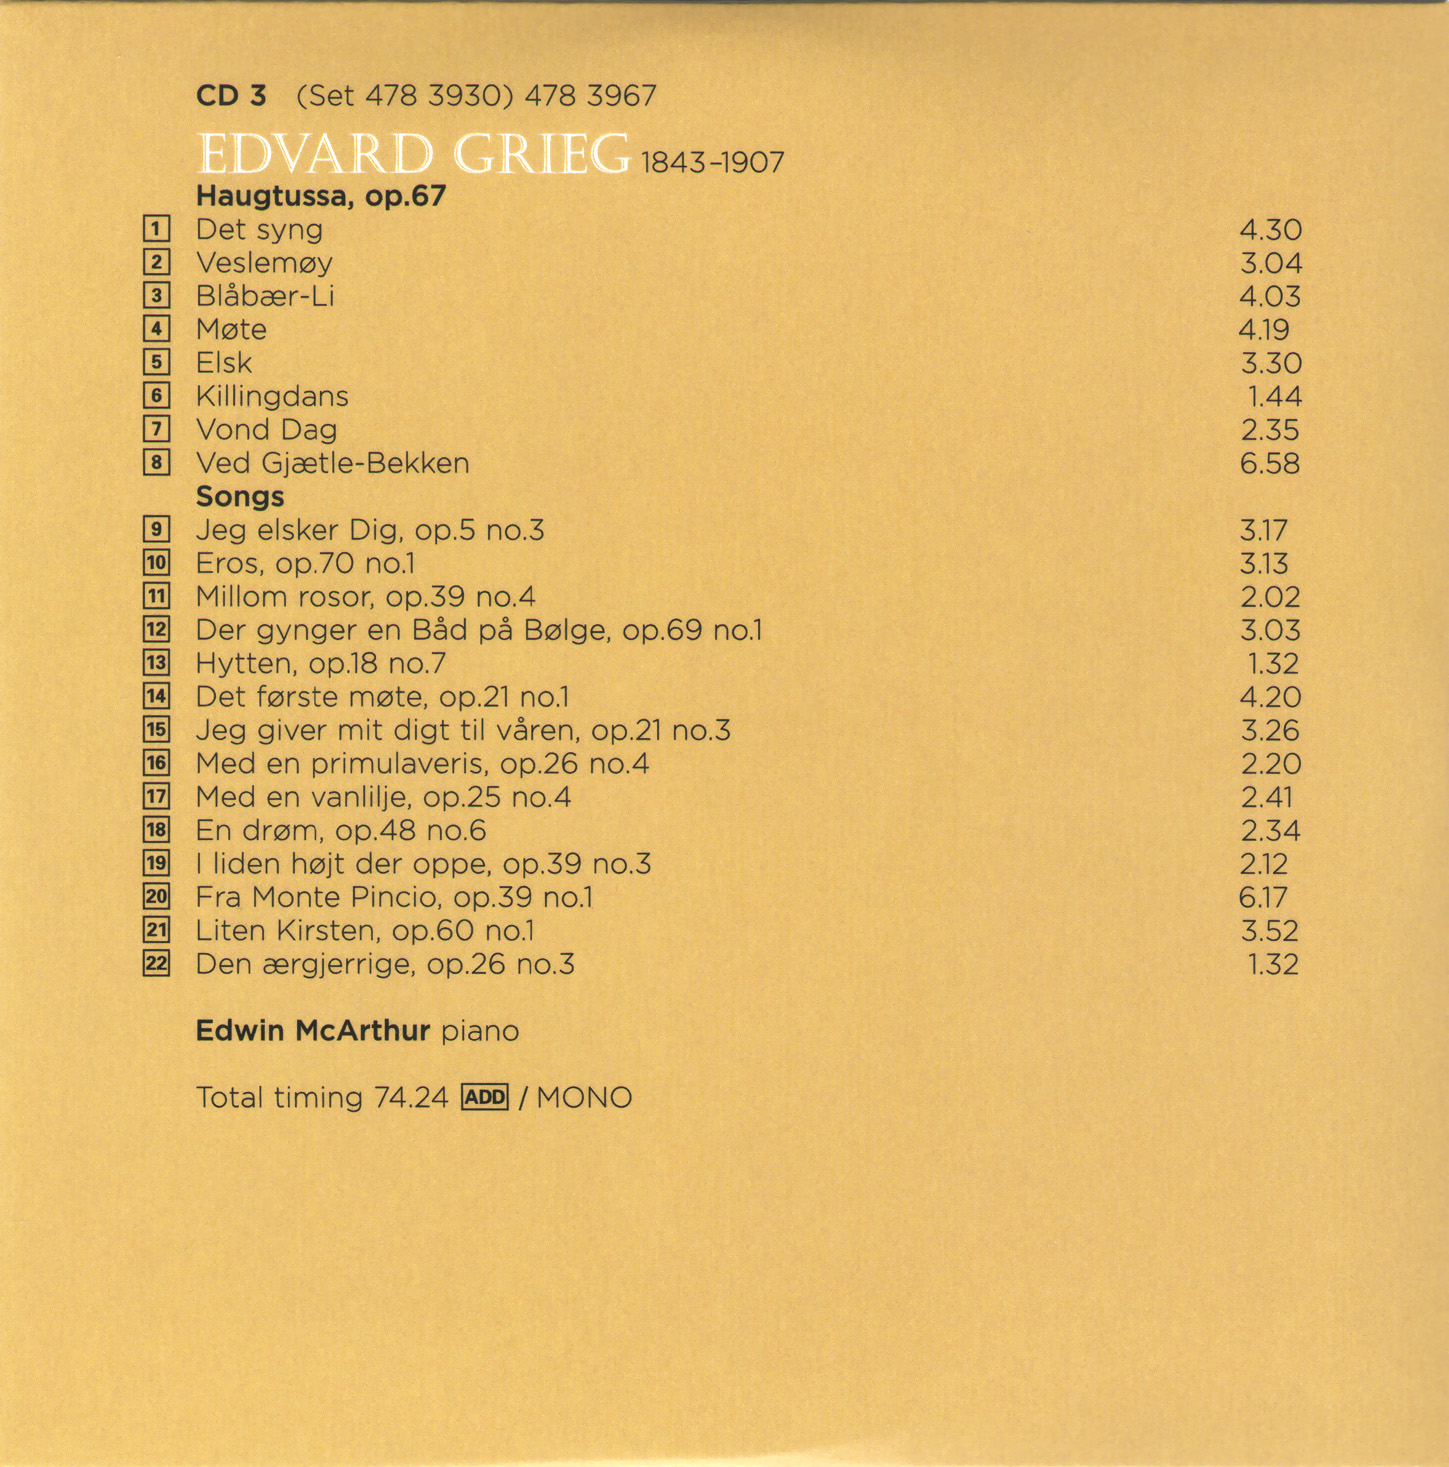 CD 3 (Set 478 3930) 478 3967
EDVARD GRIEG 1843–1907
Haugtussa, op.67
1 Det syng 4.30
2 Veslemøy 3.04
3 Blåbær-Li 4.03
4 Møte 4.19
5 Elsk 3.30
6 Killingdans 1.44
7 Vond Dag 2.35
8 Ved Gjætle-Bekken 6.58
Songs
9 Jeg elsker Dig, op.5 no.3 3.17
10 Eros, op.70 no.1 3.13
11 Millom rosor, op.39 no.4 2.02
12 Der gynger en Båd på Bølge, op.69 no.1 3.03
13 Hytten, op.18 no.7 1.32
14 Det første møte, op.21 no.1 4.20
15 Jeg giver mit digt til våren, op.21 no.3 3.26
16 Med en primulaveris, op.26 no.4 2.20
17 Med en vanlilje, op.25 no.4 2.41
18 En drøm, op.48 no.6 2.34
19 I liden højt der oppe, op.39 no.3 2.12
20 Fra Monte Pincio, op.39 no.1 6.17
21 Liten Kirsten, op.60 no.1 3.52
22 Den ærgjerrige, op.26 no.3 1.32
Edwin McArthur piano
Total timing 74.24 ADD / MONO